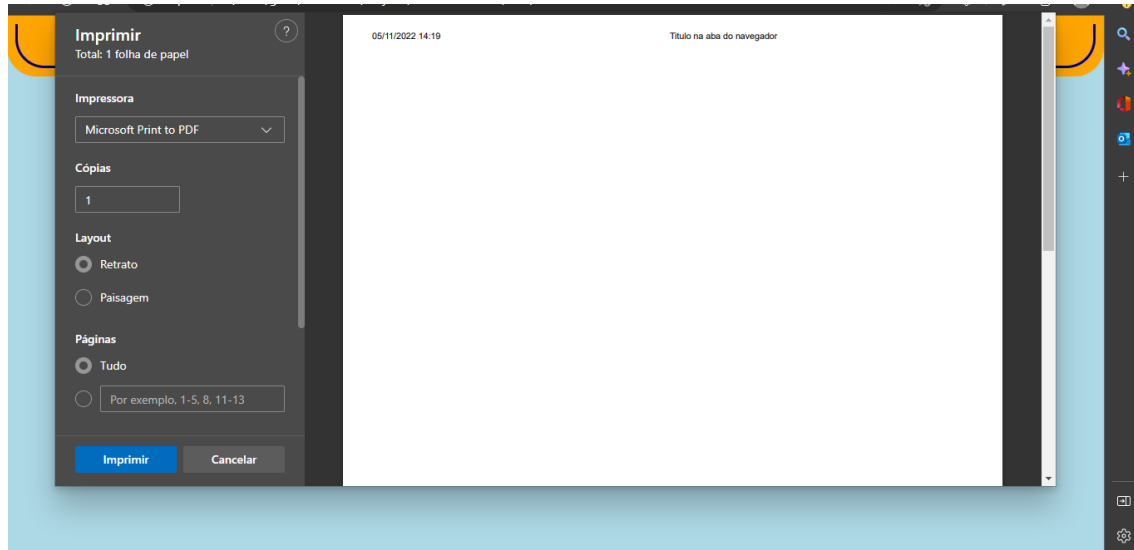 Imprimir
Total: 1 folha de papel
?
Impressora
Microsoft Print to PDF
Cópias
1
Layout
Retrato
Paisagem
Páginas
Tudo
Por exemplo, 1-5, 8, 11-13
Imprimir Cancelar
05/11/2022 14:19 Titulo na aba do navegador